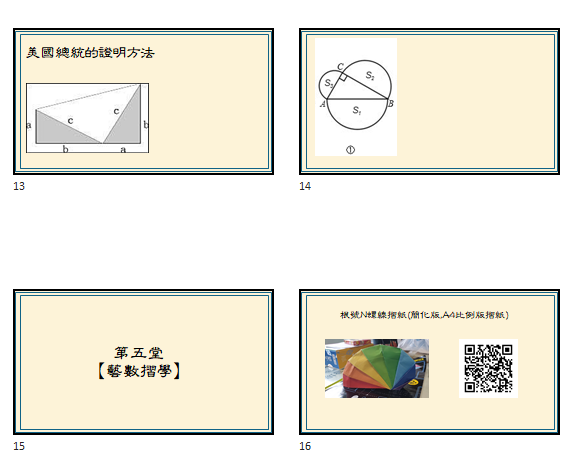 美國總統的證明方法
a
c
c
b
b
a
13
C
S₂
S₃
A
B
S₁
①
14
第五堂
【藝數摺學】
15
根號N螺線摺紙(簡化版,A4比例版摺紙)
16